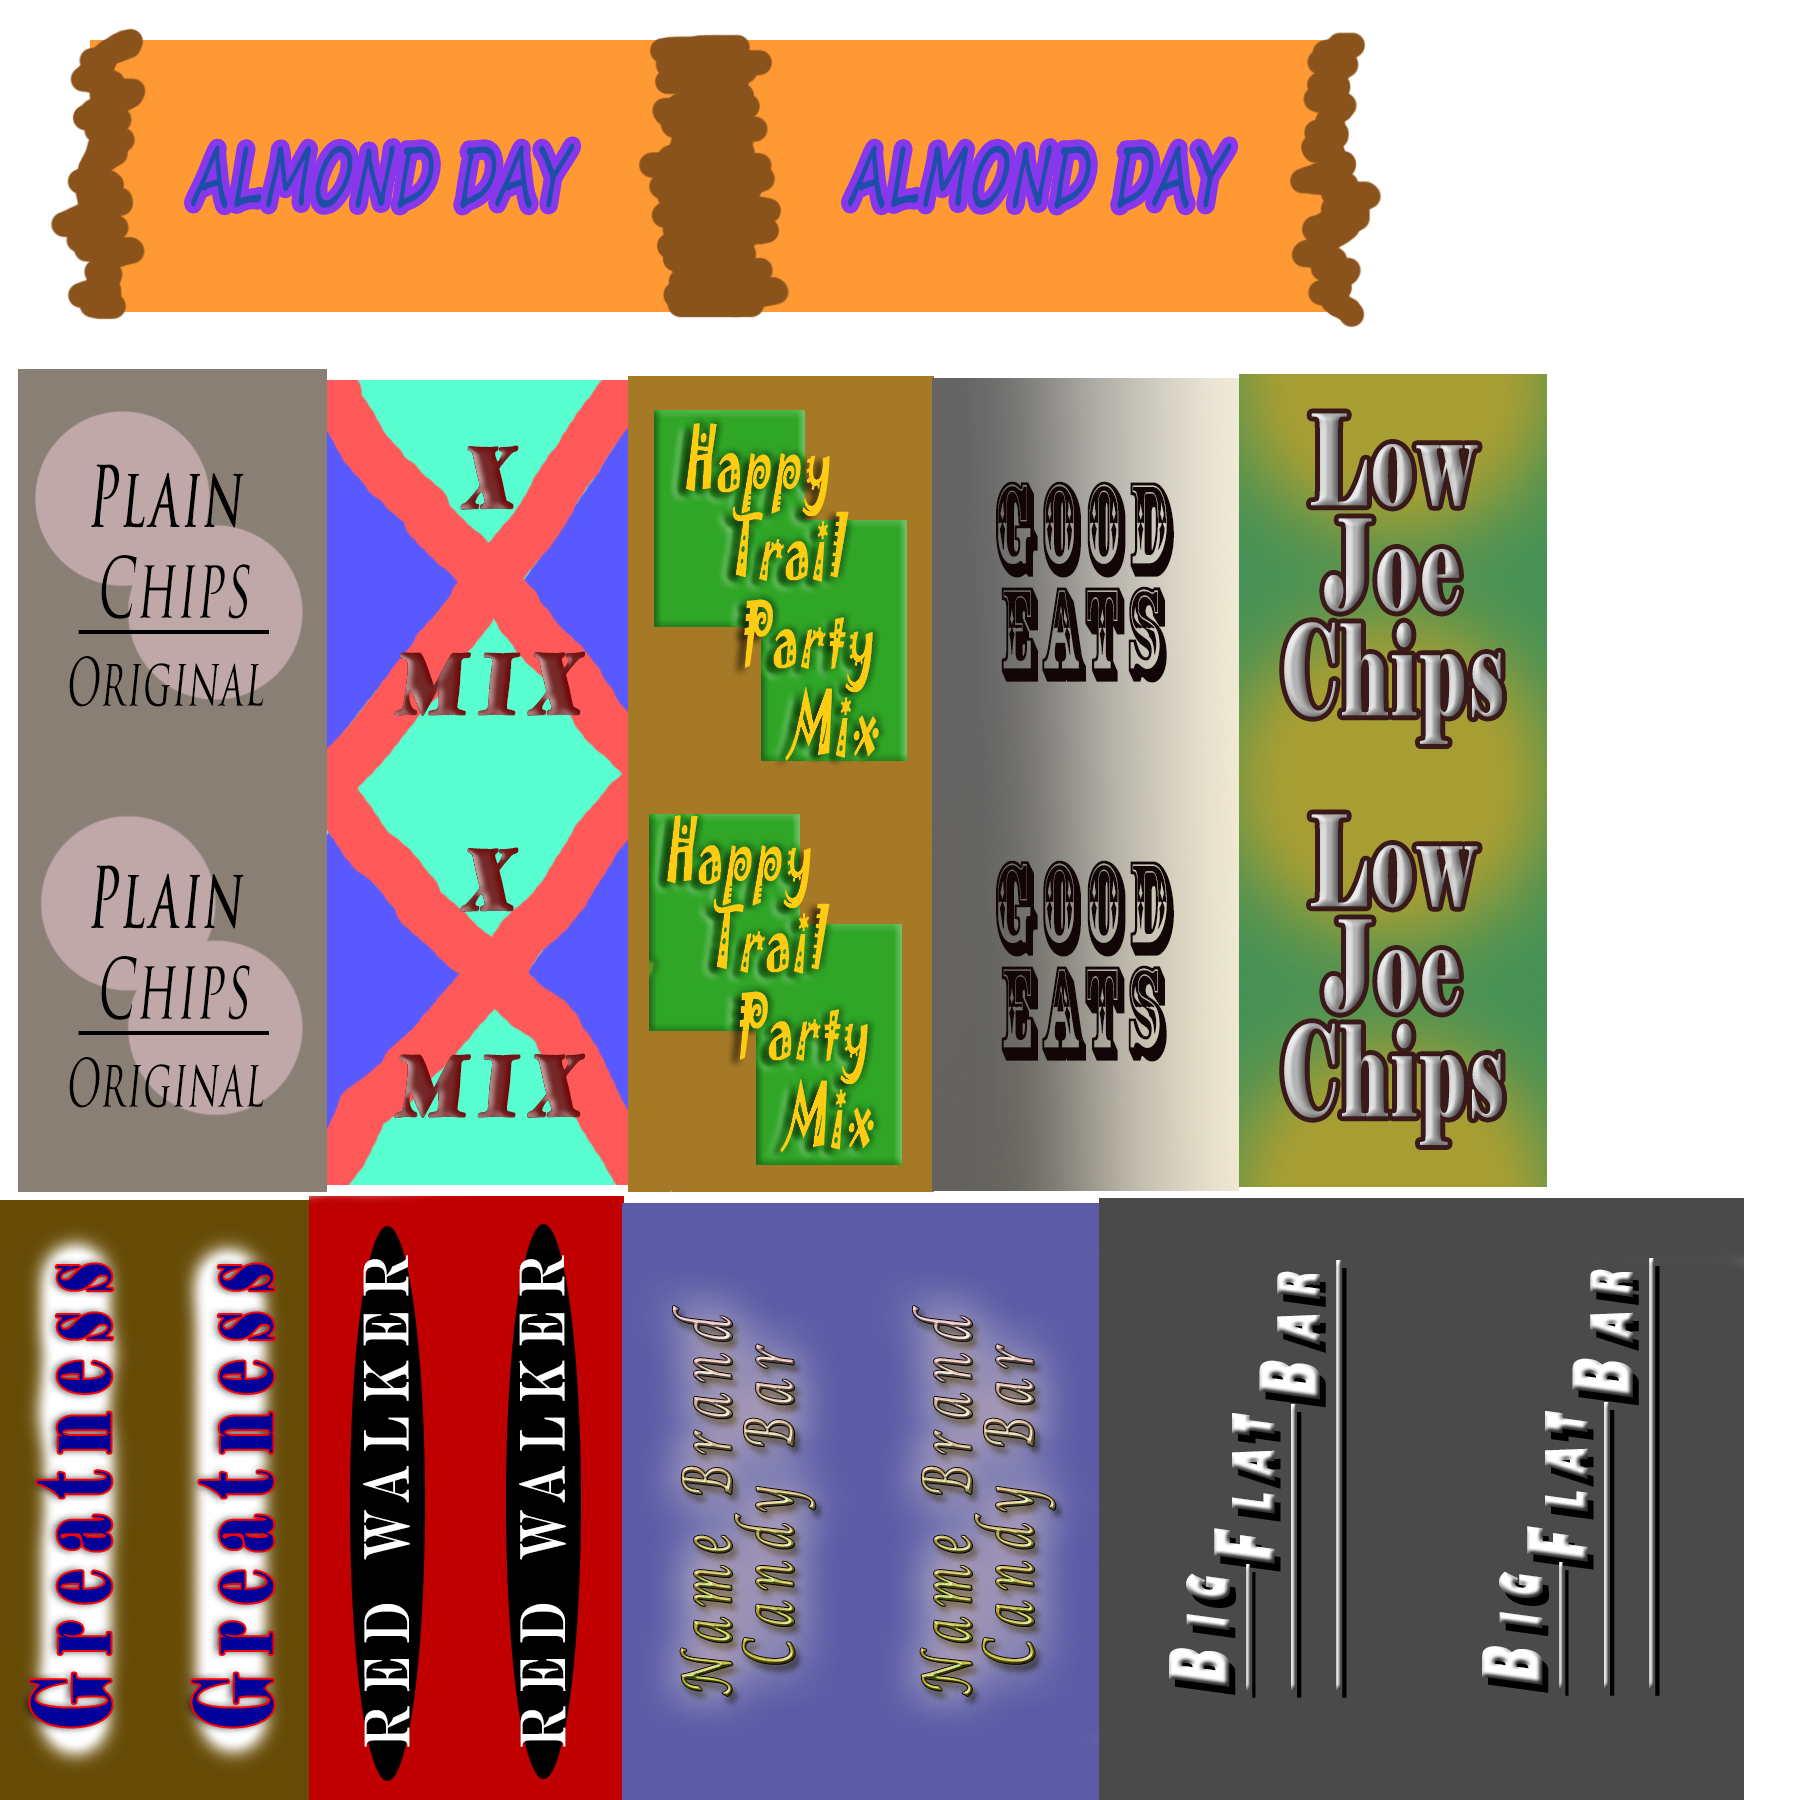 ALMOND DAY
ALMOND DAY
PLAIN
CHIPS
ORIGINAL
X
MIX
Happy
Trail
Party
Mix
GOOD
EATS
Low
Joe
Chips
PLAIN
CHIPS
ORIGINAL
X
MIX
Happy
Trail
Party
Mix
GOOD
EATS
Low
Joe
Chips
Greatness
Greatness
RED WALKER
RED WALKER
Name Brand
Candy Bar
Name Brand
Candy Bar
BIG
FLAT
BAR
BIG
FLAT
BAR